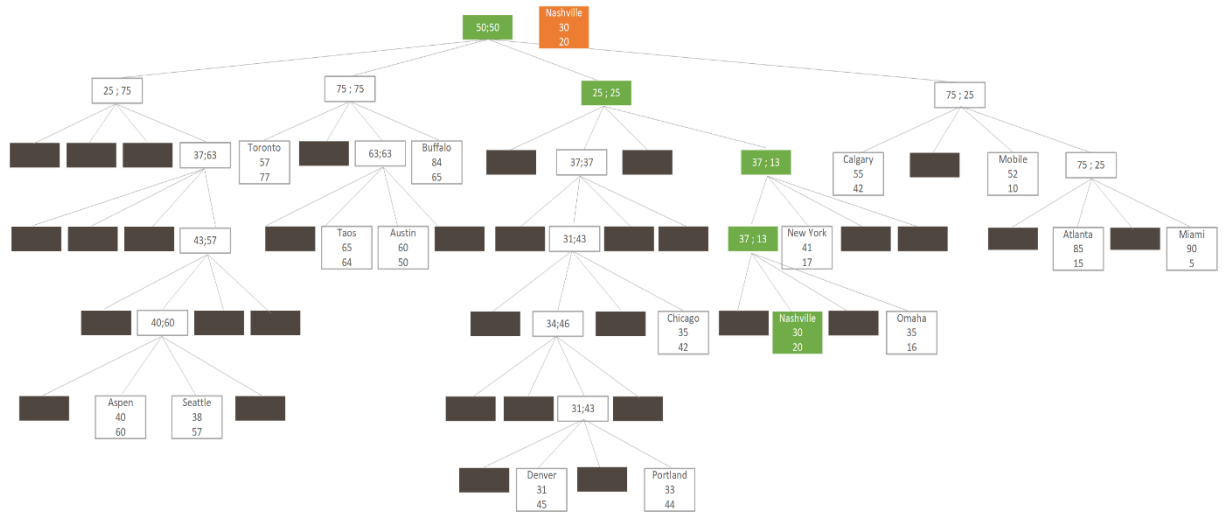 50;50
Nashville
30
20
25 ; 75
75 ; 75
25 ; 25
75 ; 25
37;63
Toronto
57
77
63;63
Buffalo
84
65
37;37
37 ; 13
Calgary
55
42
Mobile
52
10
75 ; 25
43;57
Taos
65
64
Austin
60
50
31;43
37 ; 13
New York
41
17
Atlanta
85
15
Miami
90
5
40;60
34;46
Chicago
35
42
Nashville
30
20
Omaha
35
16
Aspen
40
60
Seattle
38
57
31;43
Denver
31
45
Portland
33
44